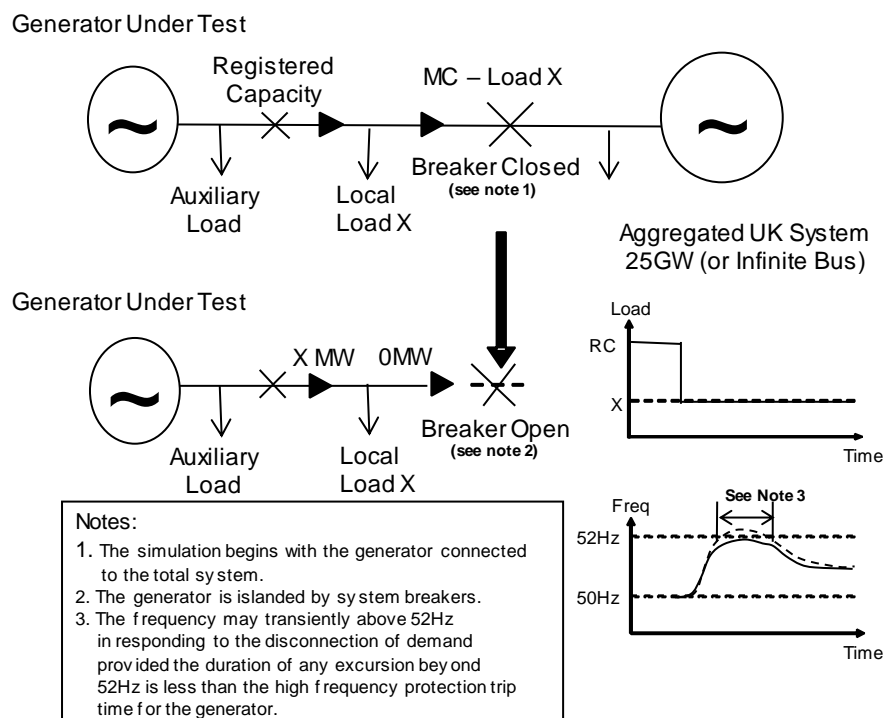 Generator Under Test
Registered
Capacity
MC – Load X
~
~
Auxiliary
Load
Local
Load X
Breaker Closed
(see note 1)
Aggregated UK System
25GW (or Infinite Bus)
Generator Under Test
X MW
0MW
~
Auxiliary
Load
Local
Load X
Breaker Open
(see note 2)
Load
RC
X
Time
Freq
See Note 3
52Hz
50Hz
Time
Notes:
1. The simulation begins with the generator connected
to the total system.
2. The generator is islanded by system breakers.
3. The frequency may transiently above 52Hz
in responding to the disconnection of demand
provided the duration of any excursion beyond
52Hz is less than the high frequency protection trip
time for the generator.